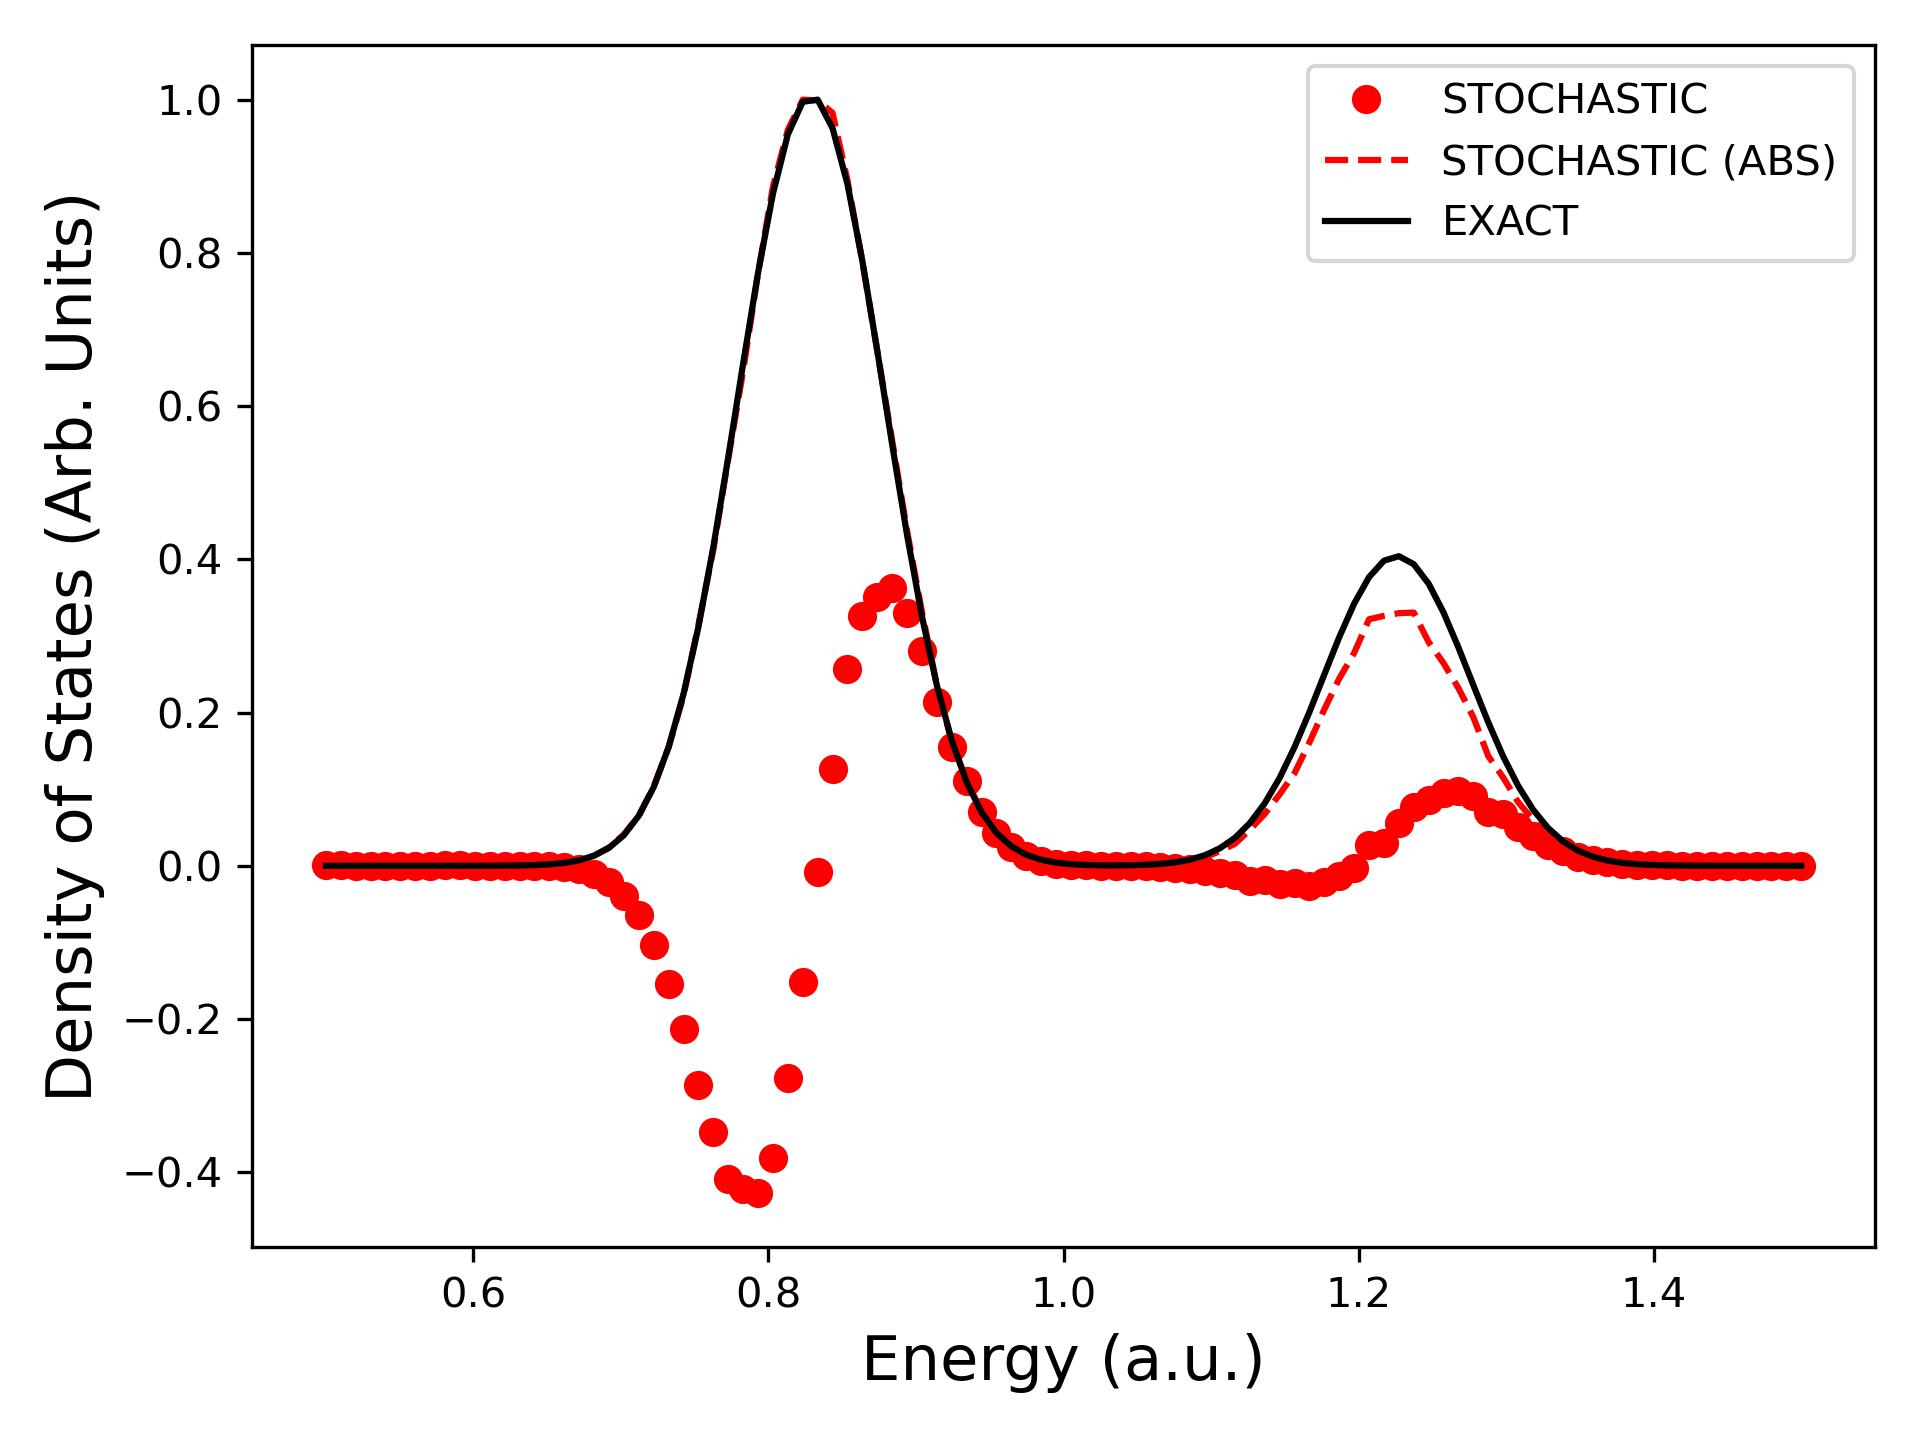 Density of States (Arb. Units)
1.0
0.8
0.6
0.4
0.2
0.0
−0.2
−0.4
STOCHASTIC
STOCHASTIC (ABS)
EXACT
0.6 0.8 1.0 1.2 1.4
Energy (a.u.)